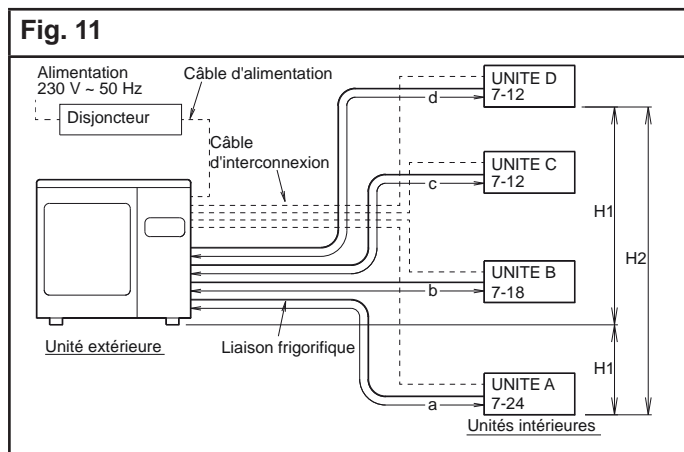 Fig. 11
Alimentation
230 V ~ 50 Hz
Câble d'alimentation
Disjoncteur
Câble
d'interconnexion
UNITE D
7-12
d
UNITE C
7-12
c
H1
H2
UNITE B
7-18
b
Unité extérieure
Liaison frigorifique
H1
UNITE A
7-24
a
Unités intérieures